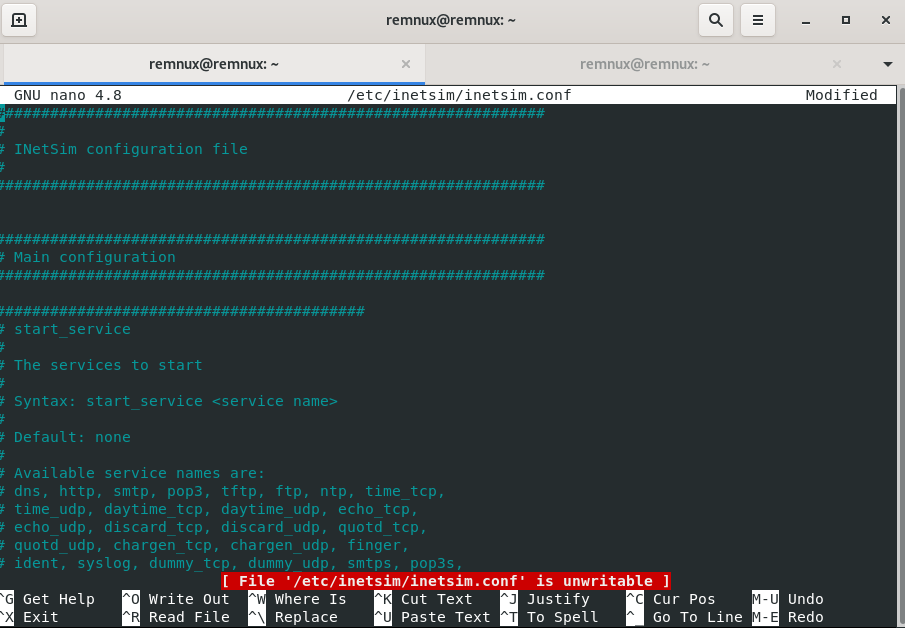 remnux@remnux: ~
remnux@remnux: ~
remnux@remnux: ~
GNU nano 4.8 /etc/inetsim/inetsim.conf Modified
#############################################################
#
# INetSim configuration file
#
#############################################################
#############################################################
# Main configuration
#############################################################
#########################################
# start_service
#
# The services to start
#
# Syntax: start_service <service name>
#
# Default: none
#
# Available service names are:
# dns, http, smtp, pop3, tftp, ftp, ntp, time_tcp,
# time_udp, daytime_tcp, daytime_udp, echo_tcp,
# echo_udp, discard_tcp, discard_udp, quotd_tcp,
# quotd_udp, chargen_tcp, chargen_udp, finger,
# ident, syslog, dummy_tcp, dummy_udp, smtps, pop3s,
[ File '/etc/inetsim/inetsim.conf' is unwritable ]
^G Get Help ^O Write Out ^W Where Is ^K Cut Text ^J Justify ^C Cur Pos M-U Undo
^X Exit ^R Read File ^\ Replace ^U Paste Text ^T To Spell ^_ Go To Line M-E Redo